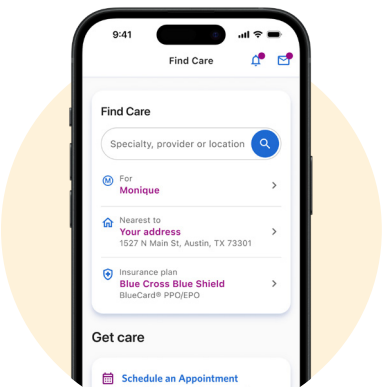 9:41
Find Care
Find Care
Specialty, provider or location
M
For
Monique
Nearest to
Your address
1527 N Main St, Austin, TX 73301
Insurance plan
Blue Cross Blue Shield
BlueCard® PPO/EPO
Get care
Schedule an Appointment